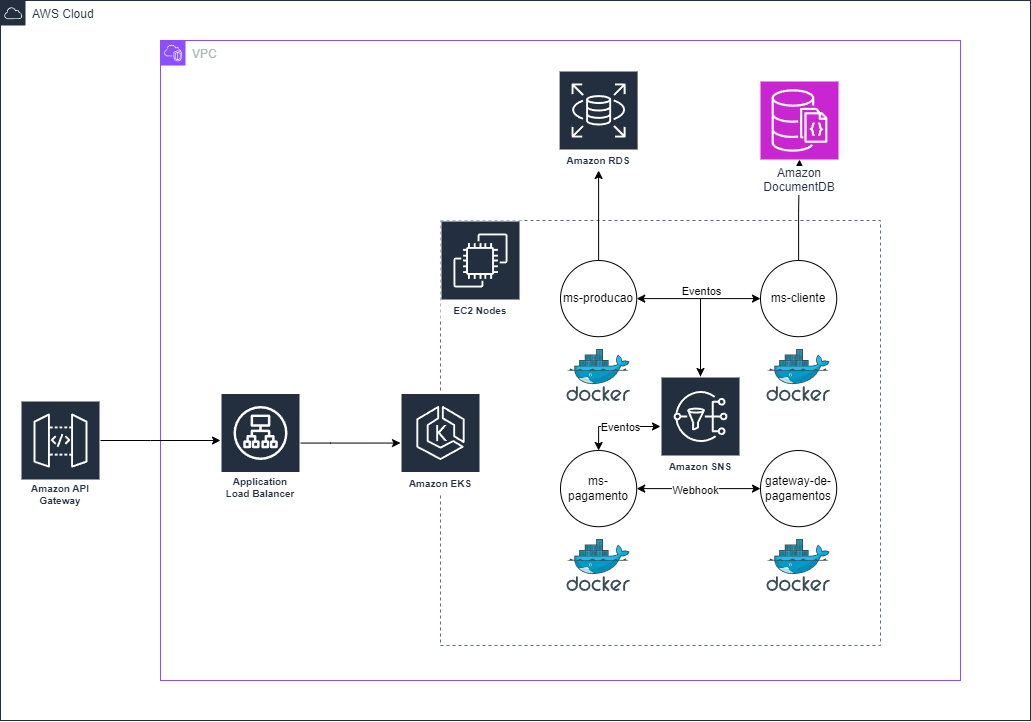 AWS Cloud
VPC
Amazon RDS
Amazon
DocumentDB
EC2 Nodes
ms-producao
Eventos
ms-cliente
docker
docker
Amazon API
Gateway
Application
Load Balancer
K
Amazon EKS
Eventos
Amazon SNS
ms-
pagamento
Webhook
gateway-de-
pagamentos
docker
docker